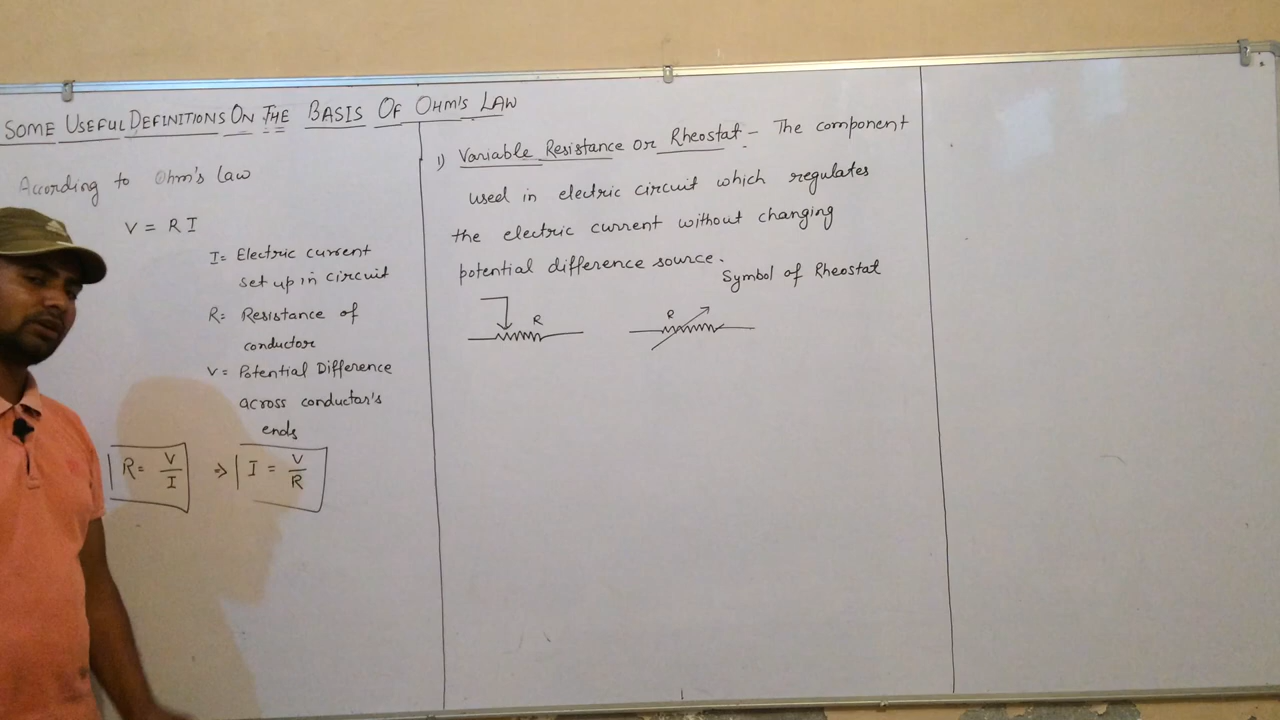 SOME USEFUL DEFINITIONS ON THE BASIS OF OHM'S LAW
According to Ohm's law
V = R I
I = Electric current
set up in circuit
R = Resistance of
conductor
V = Potential Difference
across conductor's
ends
R = V/I ⇒ I = V/R
1) Variable Resistance or Rheostat - The component
used in electric circuit which regulates
the electric current without changing
potential difference source.
Symbol of Rheostat
R R